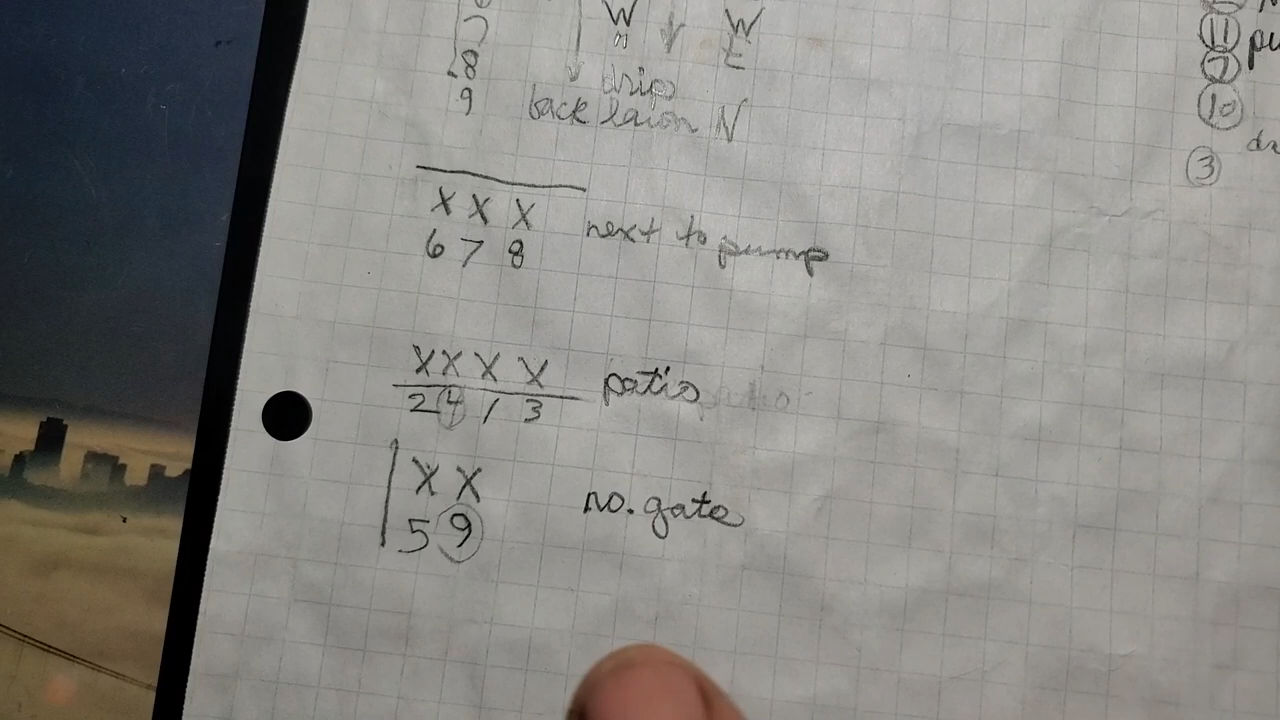 W W
n E
8 drip
9 back lawn N
11 pu
7
10
3
X X X
6 7 8 next to pump
X X X X patio
2 4 1 3
X X no. gate
5 9